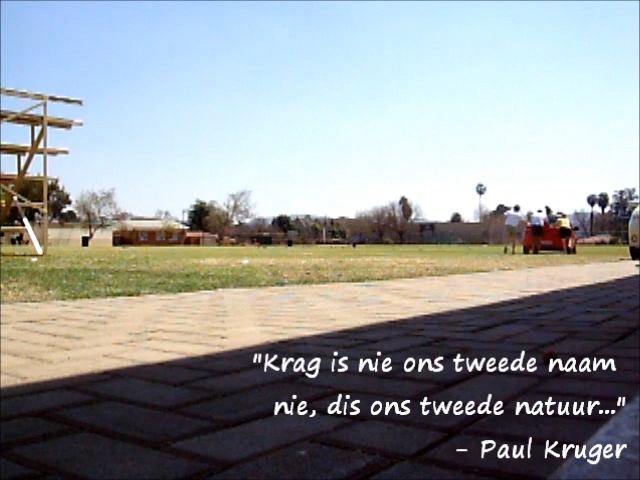 "Krag is nie ons tweede naam
nie, dis ons tweede natuur..."
- Paul Kruger